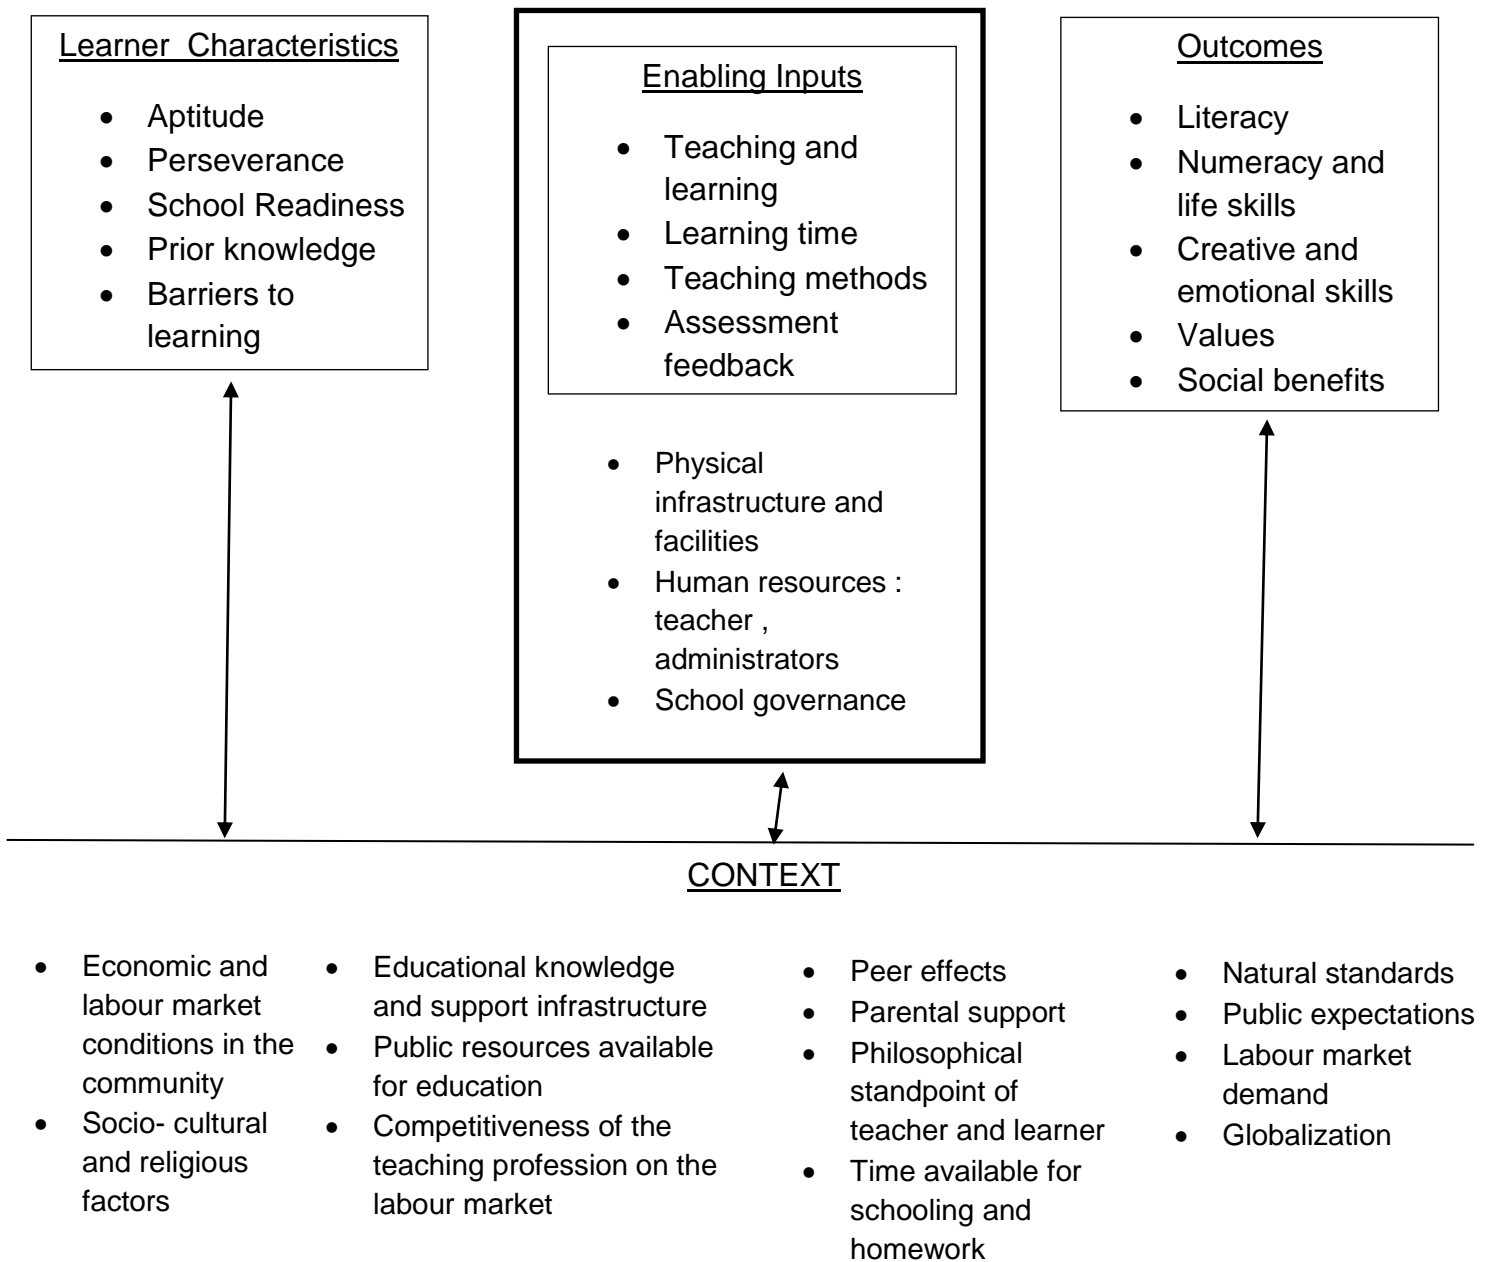 Learner  Characteristics
• Aptitude
• Perseverance
• School Readiness
• Prior knowledge
• Barriers to
learning
Enabling Inputs
• Teaching and
learning
• Learning time
• Teaching methods
• Assessment
feedback
• Physical
infrastructure and
facilities
• Human resources :
teacher ,
administrators
• School governance
Outcomes
• Literacy
• Numeracy and
life skills
• Creative and
emotional skills
• Values
• Social benefits
CONTEXT
• Economic and
labour market
conditions in the
community
• Socio- cultural
and religious
factors
• Educational knowledge
and support infrastructure
• Public resources available
for education
• Competitiveness of the
teaching profession on the
labour market
• Peer effects
• Parental support
• Philosophical
standpoint of
teacher and learner
• Time available for
schooling and
homework
• Natural standards
• Public expectations
• Labour market
demand
• Globalization